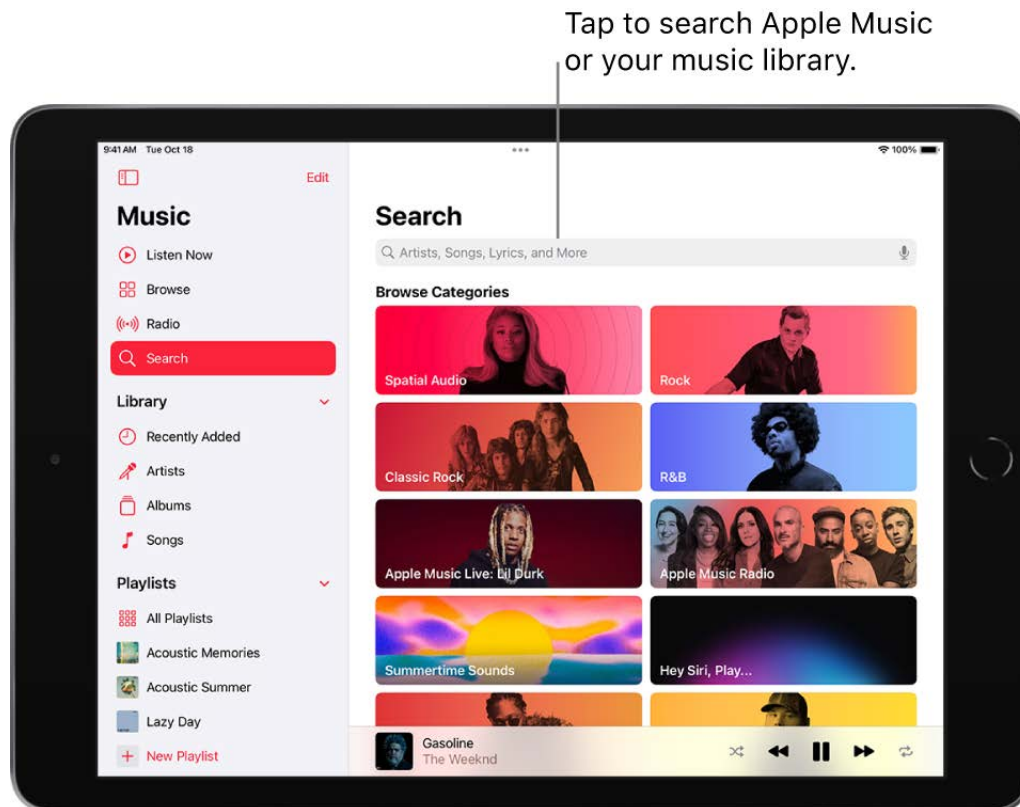 Tap to search Apple Music
or your music library.
9:41 AM Tue Oct 18
100%
Edit
Music
Listen Now
Browse
Radio
Search
Library
Recently Added
Artists
Albums
Songs
Playlists
All Playlists
Acoustic Memories
Acoustic Summer
Lazy Day
New Playlist
Search
Artists, Songs, Lyrics, and More
Browse Categories
Spatial Audio
Rock
Classic Rock
R&B
Apple Music Live: Lil Durk
Apple Music Radio
Summertime Sounds
Hey Siri, Play...
Gasoline
The Weeknd